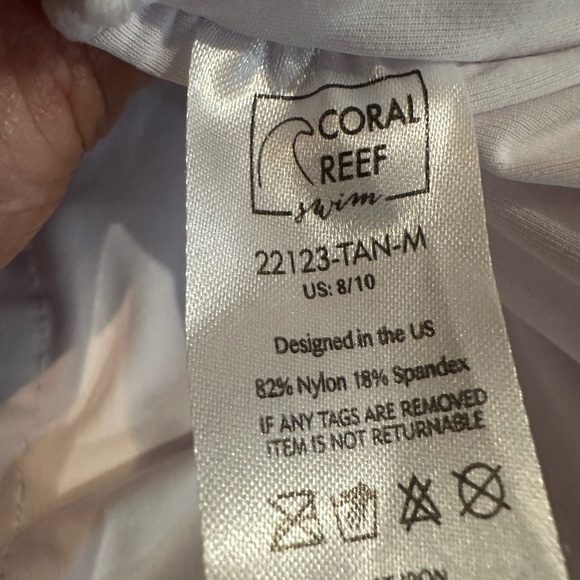 CORAL
REEF
swim
22123-TAN-M
US: 8/10
Designed in the US
82% Nylon 18% Spandex
IF ANY TAGS ARE REMOVED
ITEM IS NOT RETURNABLE